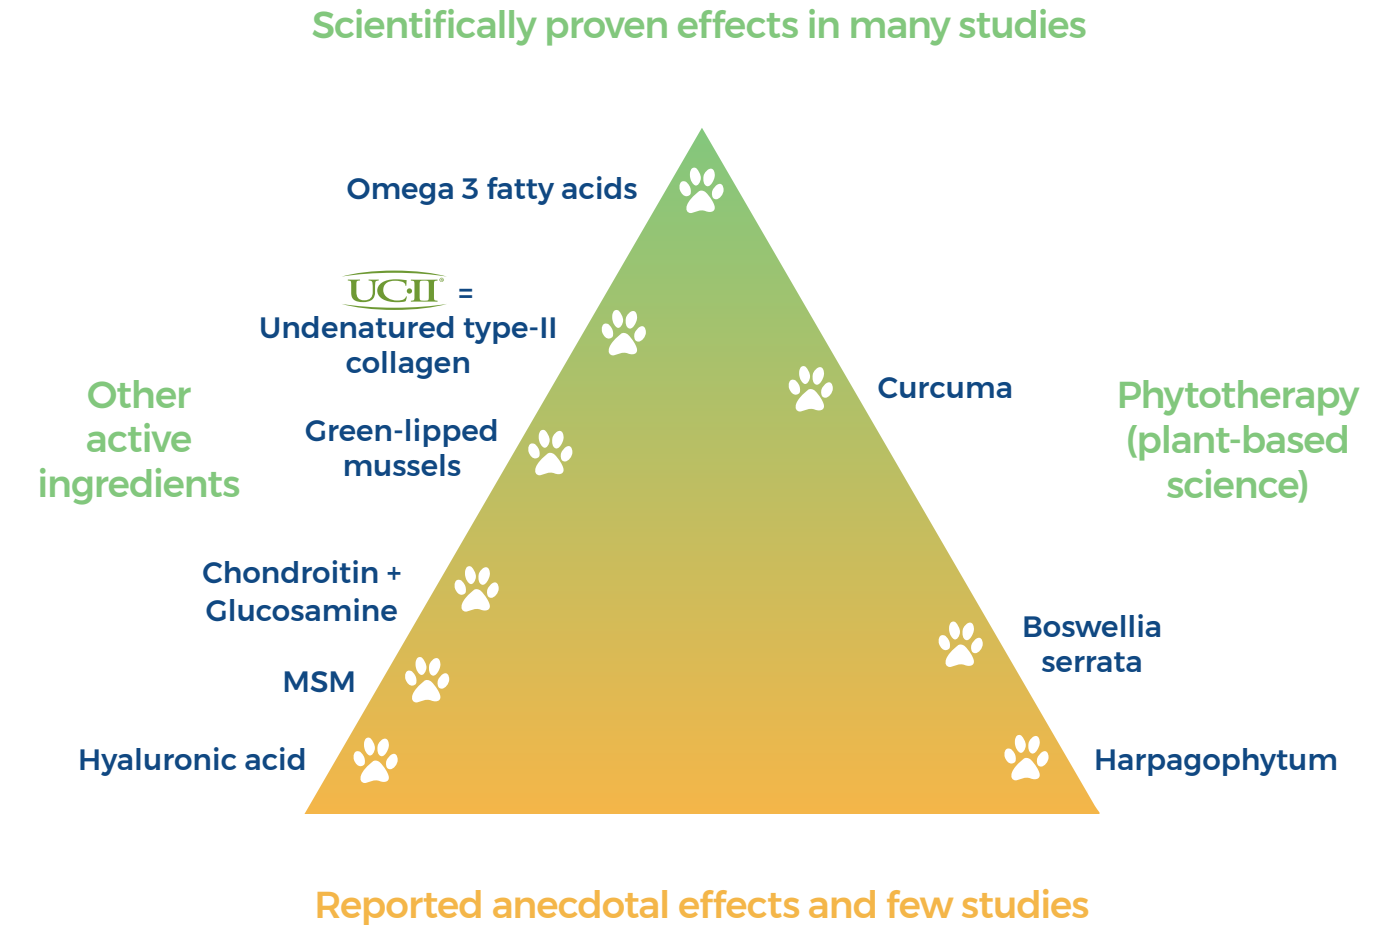 Scientifically proven effects in many studies
Omega 3 fatty acids
UC·II® =
Undenatured type-II
collagen
Green-lipped
mussels
Chondroitin +
Glucosamine
MSM
Hyaluronic acid
Other
active
ingredients
Curcuma
Boswellia
serrata
Harpagophytum
Phytotherapy
(plant-based
science)
Reported anecdotal effects and few studies